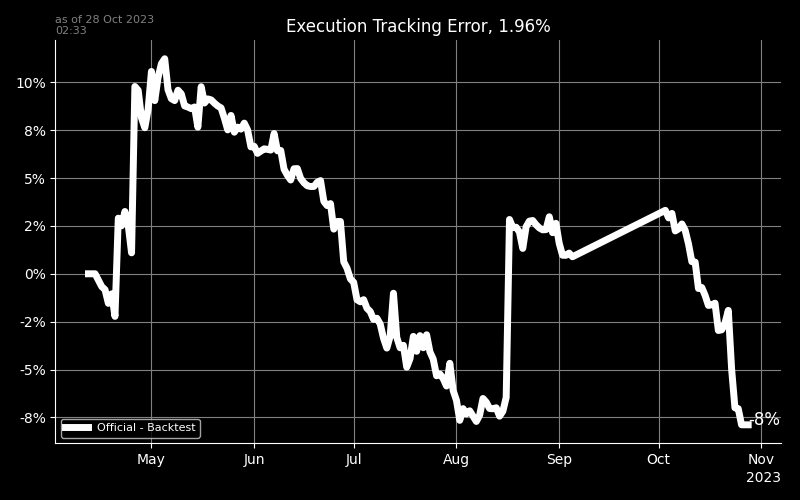 as of 28 Oct 2023
02:33
Execution Tracking Error, 1.96%
10%
8%
5%
2%
0%
-2%
-5%
-8%
-8%
Official - Backtest
May Jun Jul Aug Sep Oct Nov
2023